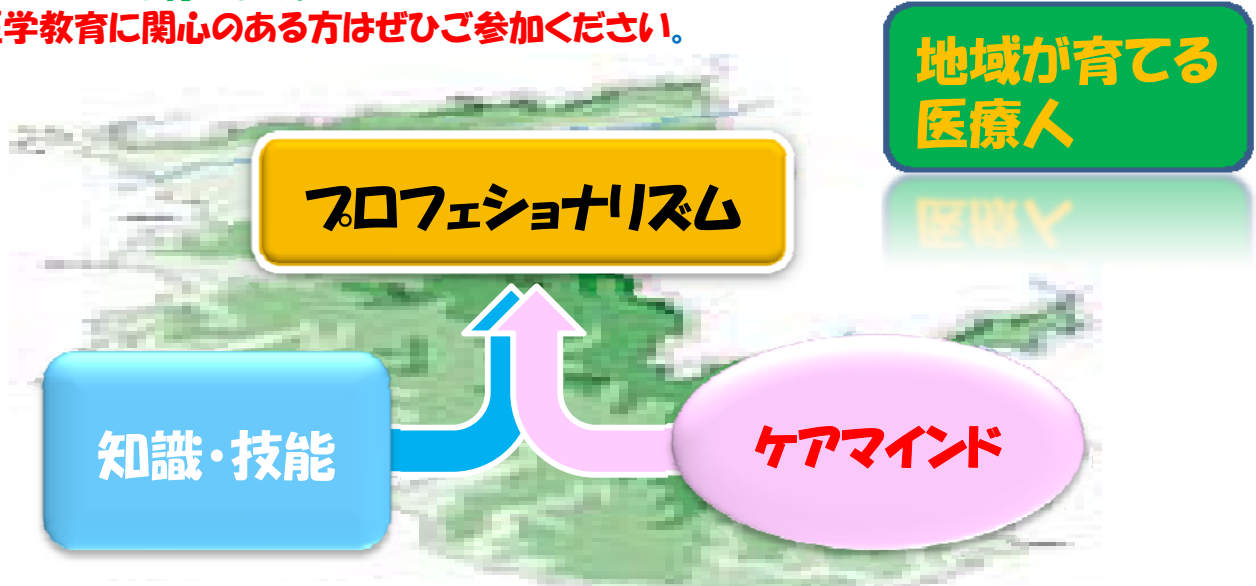 学教育に関心のある方はぜひご参加ください。
地域が育てる
医療人
プロフェショナリズム
知識・技能
ケアマインド